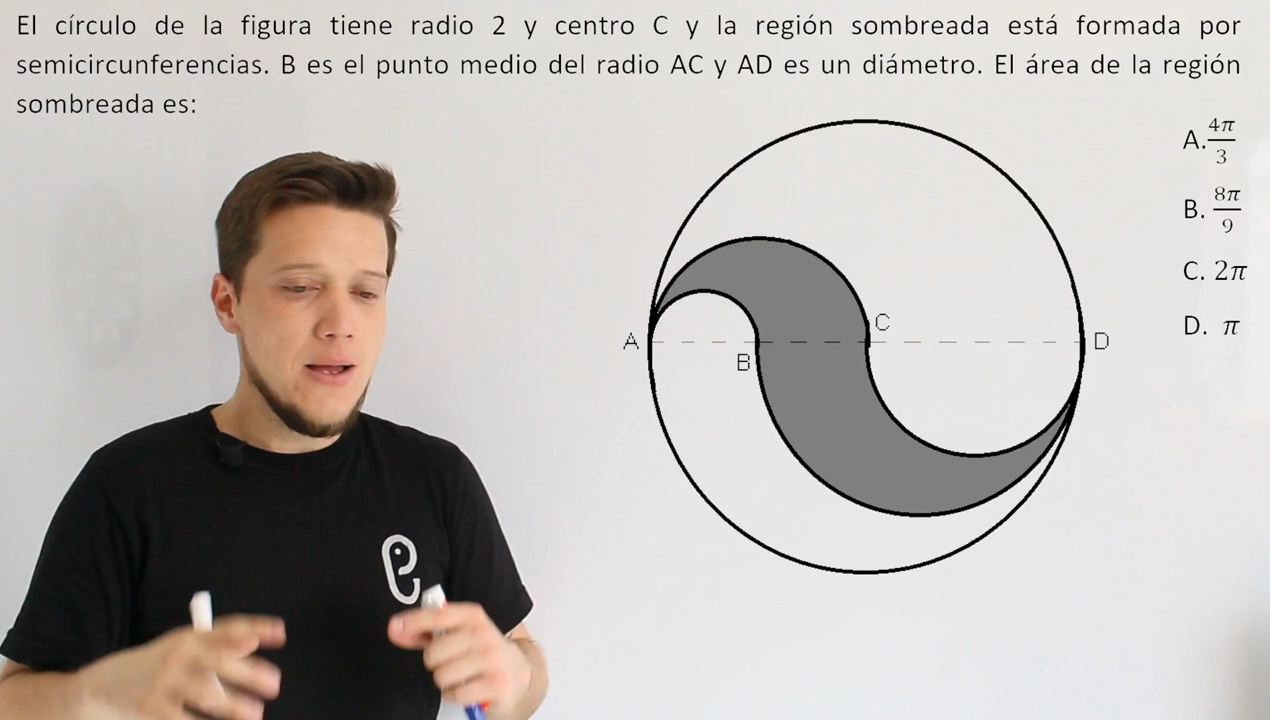 El círculo de la figura tiene radio 2 y centro C y la región sombreada está formada por
semicircunferencias. B es el punto medio del radio AC y AD es un diámetro. El área de la región
sombreada es:
A. 4π/3
B. 8π/9
C. 2π
D. π
C
A
B
D
e